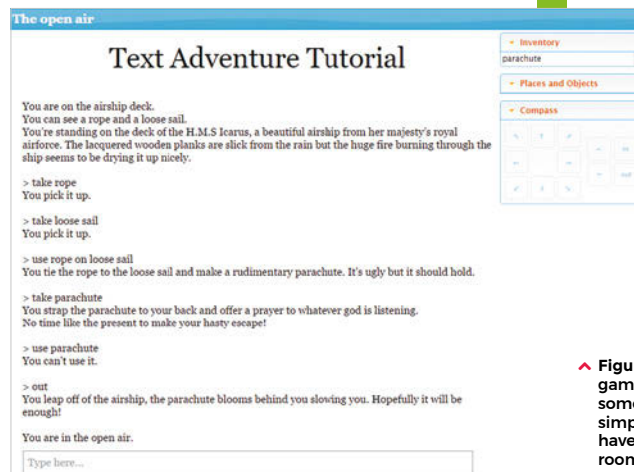 The open air
Text Adventure Tutorial
You are on the airship deck.
You can see a rope and a loose sail.
You're standing on the deck of the H.M.S Icarus, a beautiful airship from her majesty's royal
airforce. The lacquered wooden planks are slick from the rain but the huge fire burning through the
ship seems to be drying it up nicely.
> take rope
You pick it up.
> take loose sail
You pick it up.
> use rope on loose sail
You tie the rope to the loose sail and make a rudimentary parachute. It's ugly but it should hold.
> take parachute
You strap the parachute to your back and offer a prayer to whatever god is listening.
No time like the present to make your hasty escape!
> use parachute
You can't use it.
> out
You leap off of the airship, the parachute blooms behind you slowing you. Hopefully it will be
enough!
You are in the open air.
Type here...
Inventory
parachute
Places and Objects
Compass
in
out
Figu
gam
som
simp
have
room